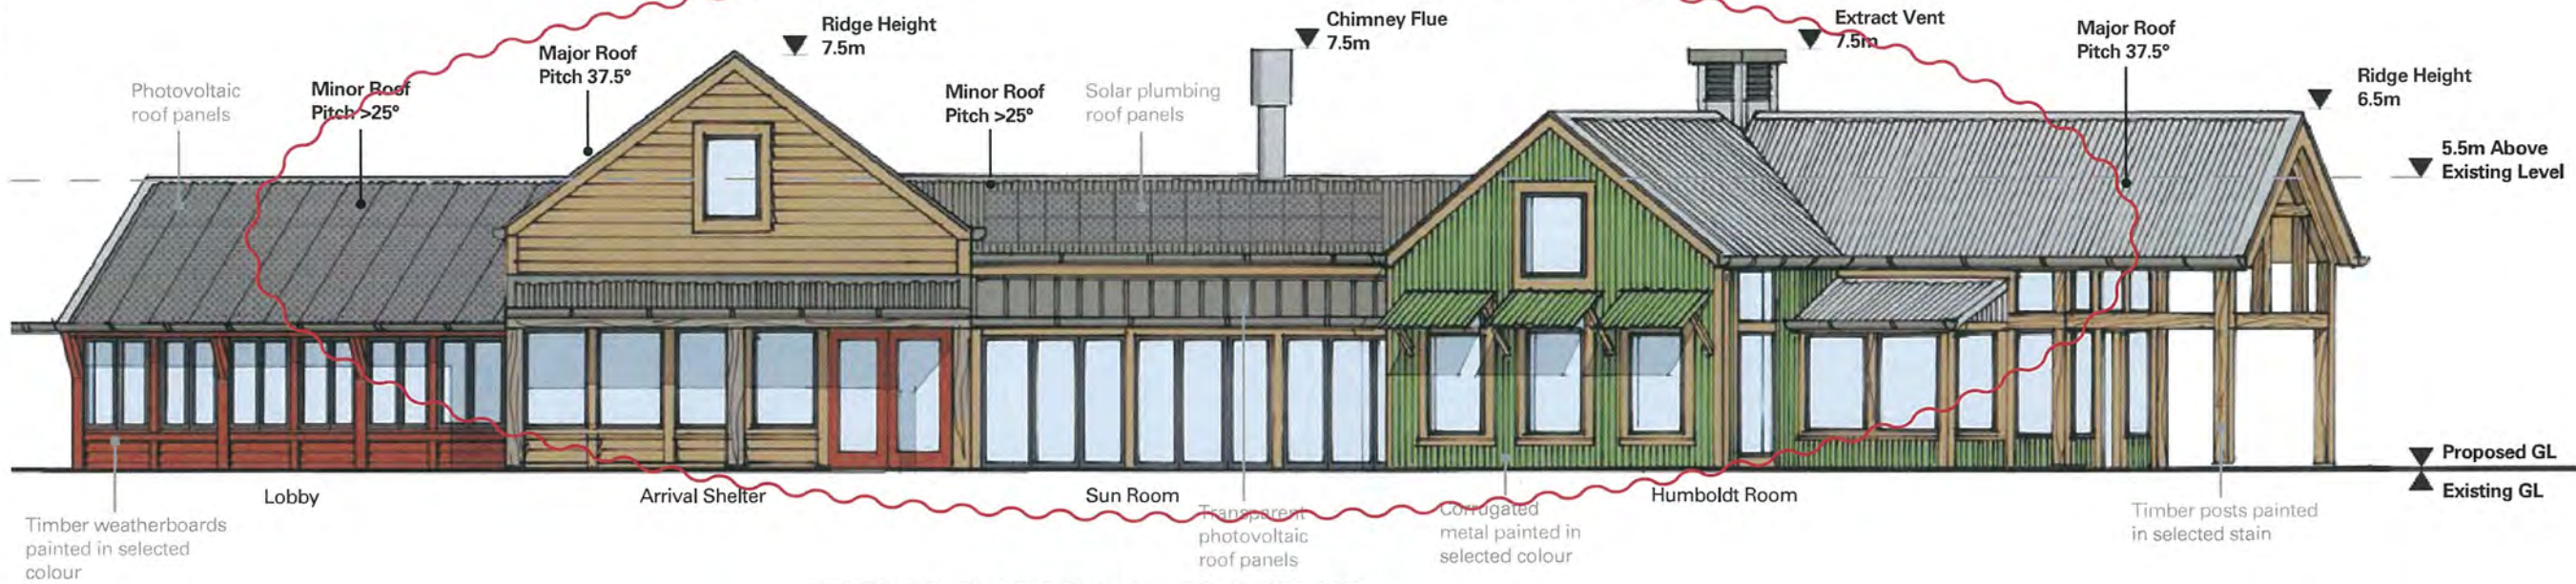 Photovoltaic
roof panels
Minor Roof
Pitch >25°
Major Roof
Pitch 37.5°
Ridge Height
7.5m
Minor Roof
Pitch >25°
Solar plumbing
roof panels
Chimney Flue
7.5m
Extract Vent
7.5m
Major Roof
Pitch 37.5°
Ridge Height
6.5m
5.5m Above
Existing Level
Proposed GL
Existing GL
Lobby
Arrival Shelter
Sun Room
Humboldt Room
Timber weatherboards
painted in selected
colour
Transparent
photovoltaic
roof panels
Corrugated
metal painted in
selected colour
Timber posts painted
in selected stain